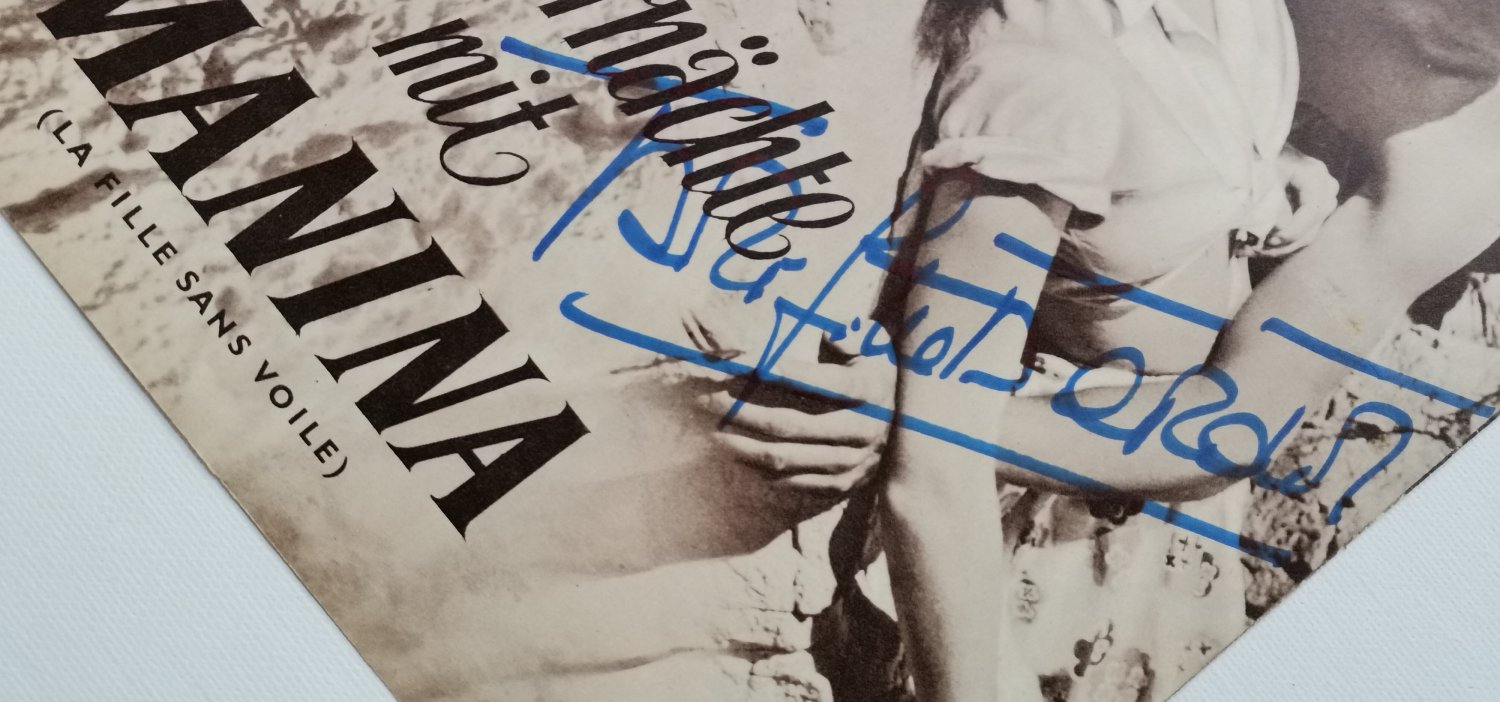 nächte
mit
MANINA
(LA FILLE SANS VOILE)